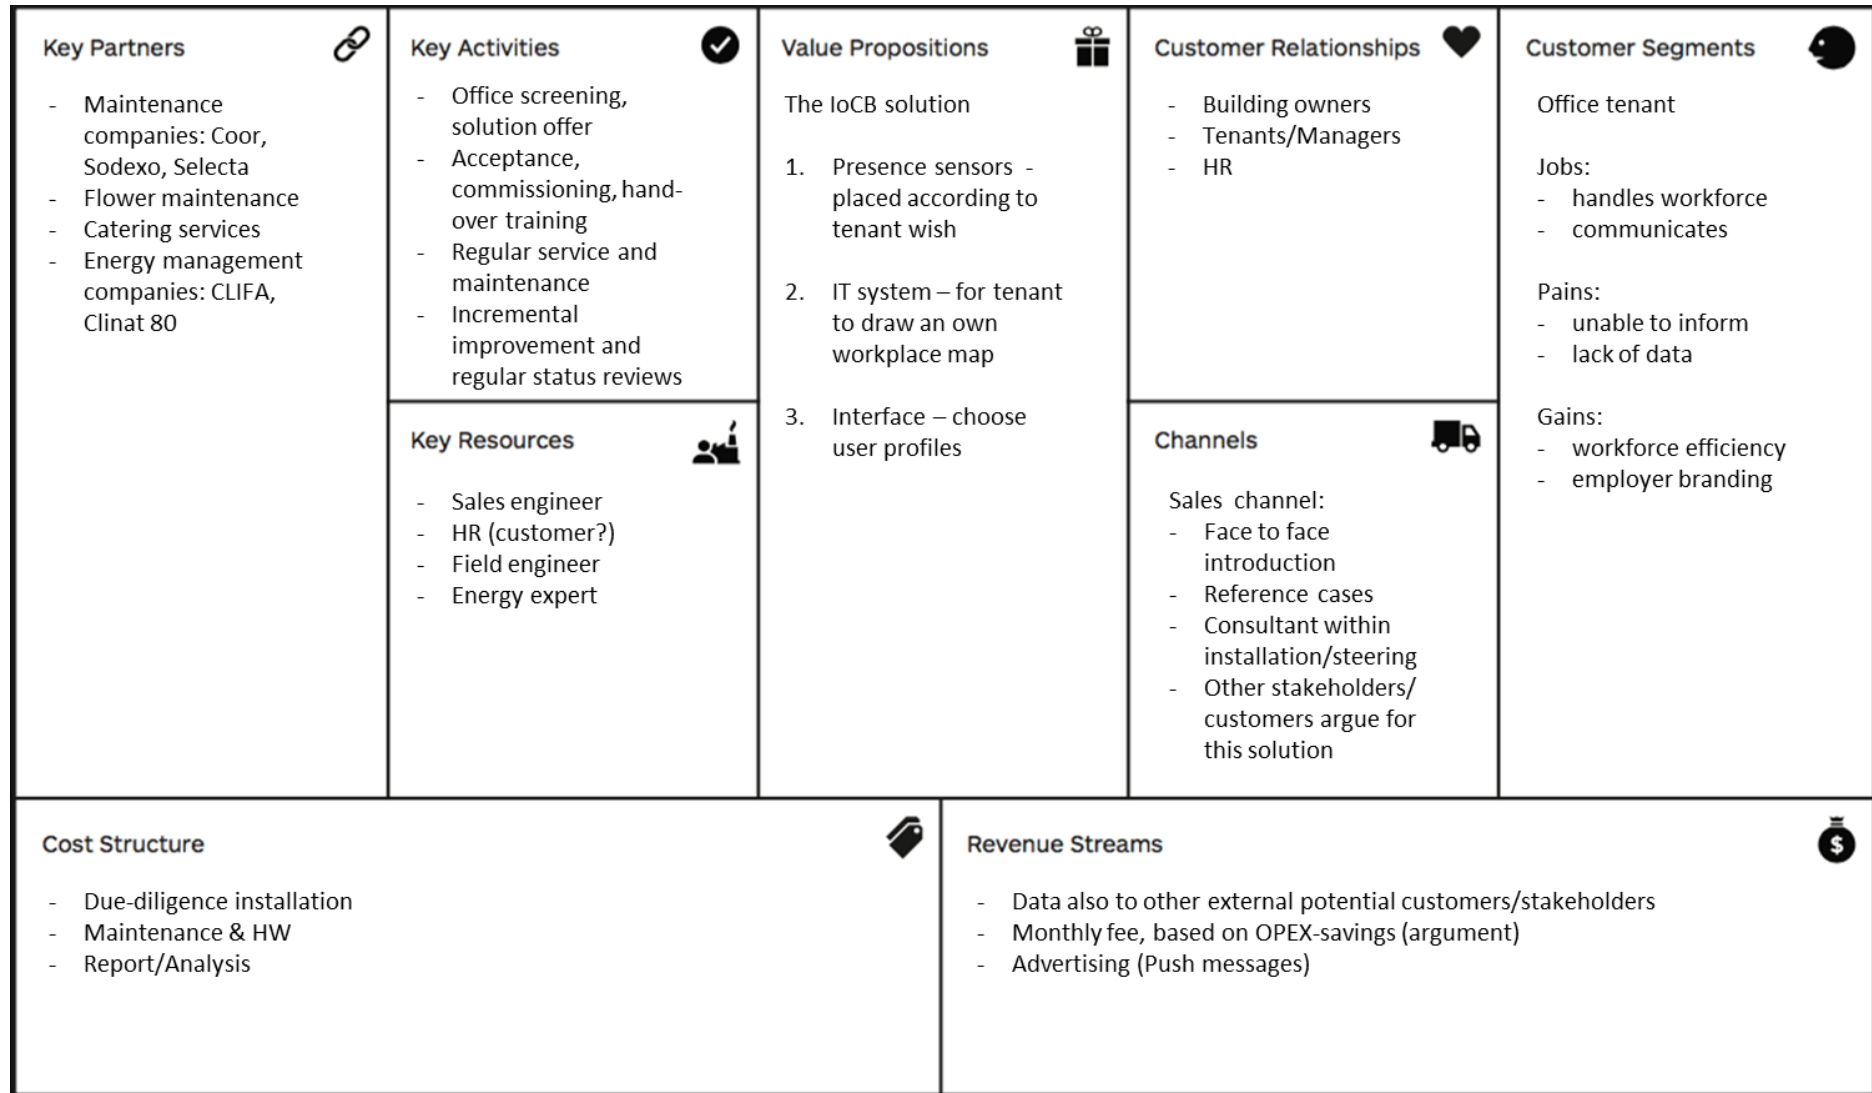 Key Partners
- Maintenance
companies: Coor,
Sodexo, Selecta
- Flower maintenance
- Catering services
- Energy management
companies: CLIFA,
Clinat 80
Key Activities
- Office screening,
solution offer
- Acceptance,
commissioning, hand-
over training
- Regular service and
maintenance
- Incremental
improvement and
regular status reviews
Key Resources
- Sales engineer
- HR (customer?)
- Field engineer
- Energy expert
Value Propositions
The IoCB solution
1. Presence sensors -
placed according to
tenant wish
2. IT system – for tenant
to draw an own
workplace map
3. Interface – choose
user profiles
Customer Relationships
- Building owners
- Tenants/Managers
- HR
Channels
Sales channel:
- Face to face
introduction
- Reference cases
- Consultant within
installation/steering
- Other stakeholders/
customers argue for
this solution
Customer Segments
Office tenant
Jobs:
- handles workforce
- communicates
Pains:
- unable to inform
- lack of data
Gains:
- workforce efficiency
- employer branding
Cost Structure
- Due-diligence installation
- Maintenance & HW
- Report/Analysis
Revenue Streams
$
- Data also to other external potential customers/stakeholders
- Monthly fee, based on OPEX-savings (argument)
- Advertising (Push messages)